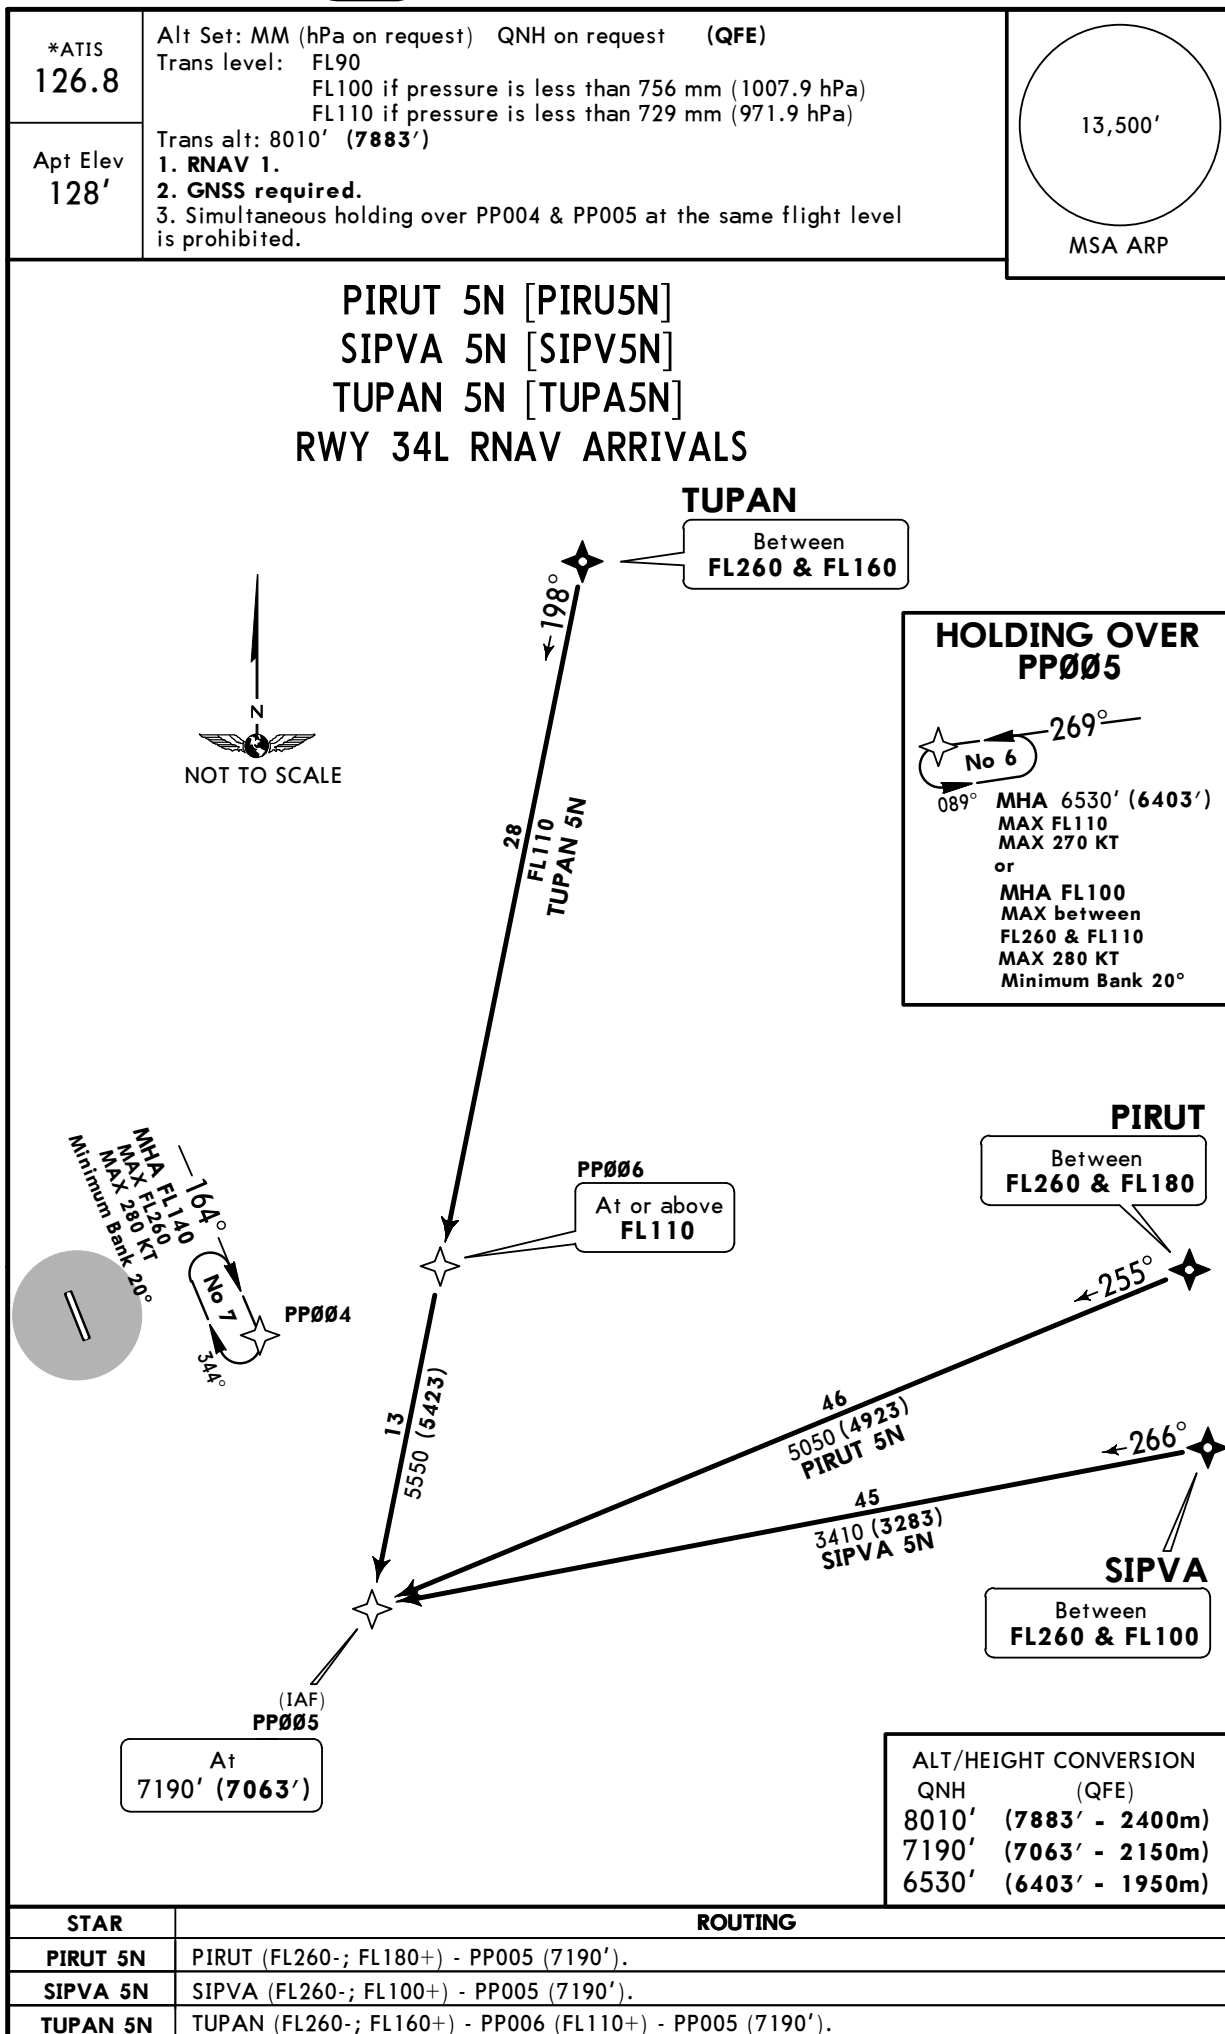 *ATIS
126.8
Apt Elev
128'
Alt Set: MM (hPa on request) QNH on request (QFE)
Trans level: FL90
FL100 if pressure is less than 756 mm (1007.9 hPa)
FL110 if pressure is less than 729 mm (971.9 hPa)
Trans alt: 8010' (7883')
1. RNAV 1.
2. GNSS required.
3. Simultaneous holding over PP004 & PP005 at the same flight level
is prohibited.
13,500'
MSA ARP
PIRUT 5N [PIRU5N]
SIPVA 5N [SIPV5N]
TUPAN 5N [TUPA5N]
RWY 34L RNAV ARRIVALS
TUPAN
Between
FL260 & FL160
198°
N
NOT TO SCALE
28
FL110
TUPAN 5N
HOLDING OVER
PPØØ5
269°
No 6
089°
MHA 6530' (6403')
MAX FL110
MAX 270 KT
or
MHA FL100
MAX between
FL260 & FL110
MAX 280 KT
Minimum Bank 20°
PIRUT
Between
FL260 & FL180
255°
PPØØ6
At or above
FL110
164°
MHA FL140
MAX FL260
MAX 280 KT
Minimum Bank 20°
No 7
344°
PPØØ4
13
5550 (5423)
46
5050 (4923)
PIRUT 5N
266°
45
3410 (3283)
SIPVA 5N
SIPVA
Between
FL260 & FL100
(IAF)
PPØØ5
At
7190' (7063')
ALT/HEIGHT CONVERSION
QNH (QFE)
8010' (7883' - 2400m)
7190' (7063' - 2150m)
6530' (6403' - 1950m)
STAR ROUTING
PIRUT 5N PIRUT (FL260-; FL180+) - PP005 (7190').
SIPVA 5N SIPVA (FL260-; FL100+) - PP005 (7190').
TUPAN 5N TUPAN (FL260-; FL160+) - PP006 (FL110+) - PP005 (7190').